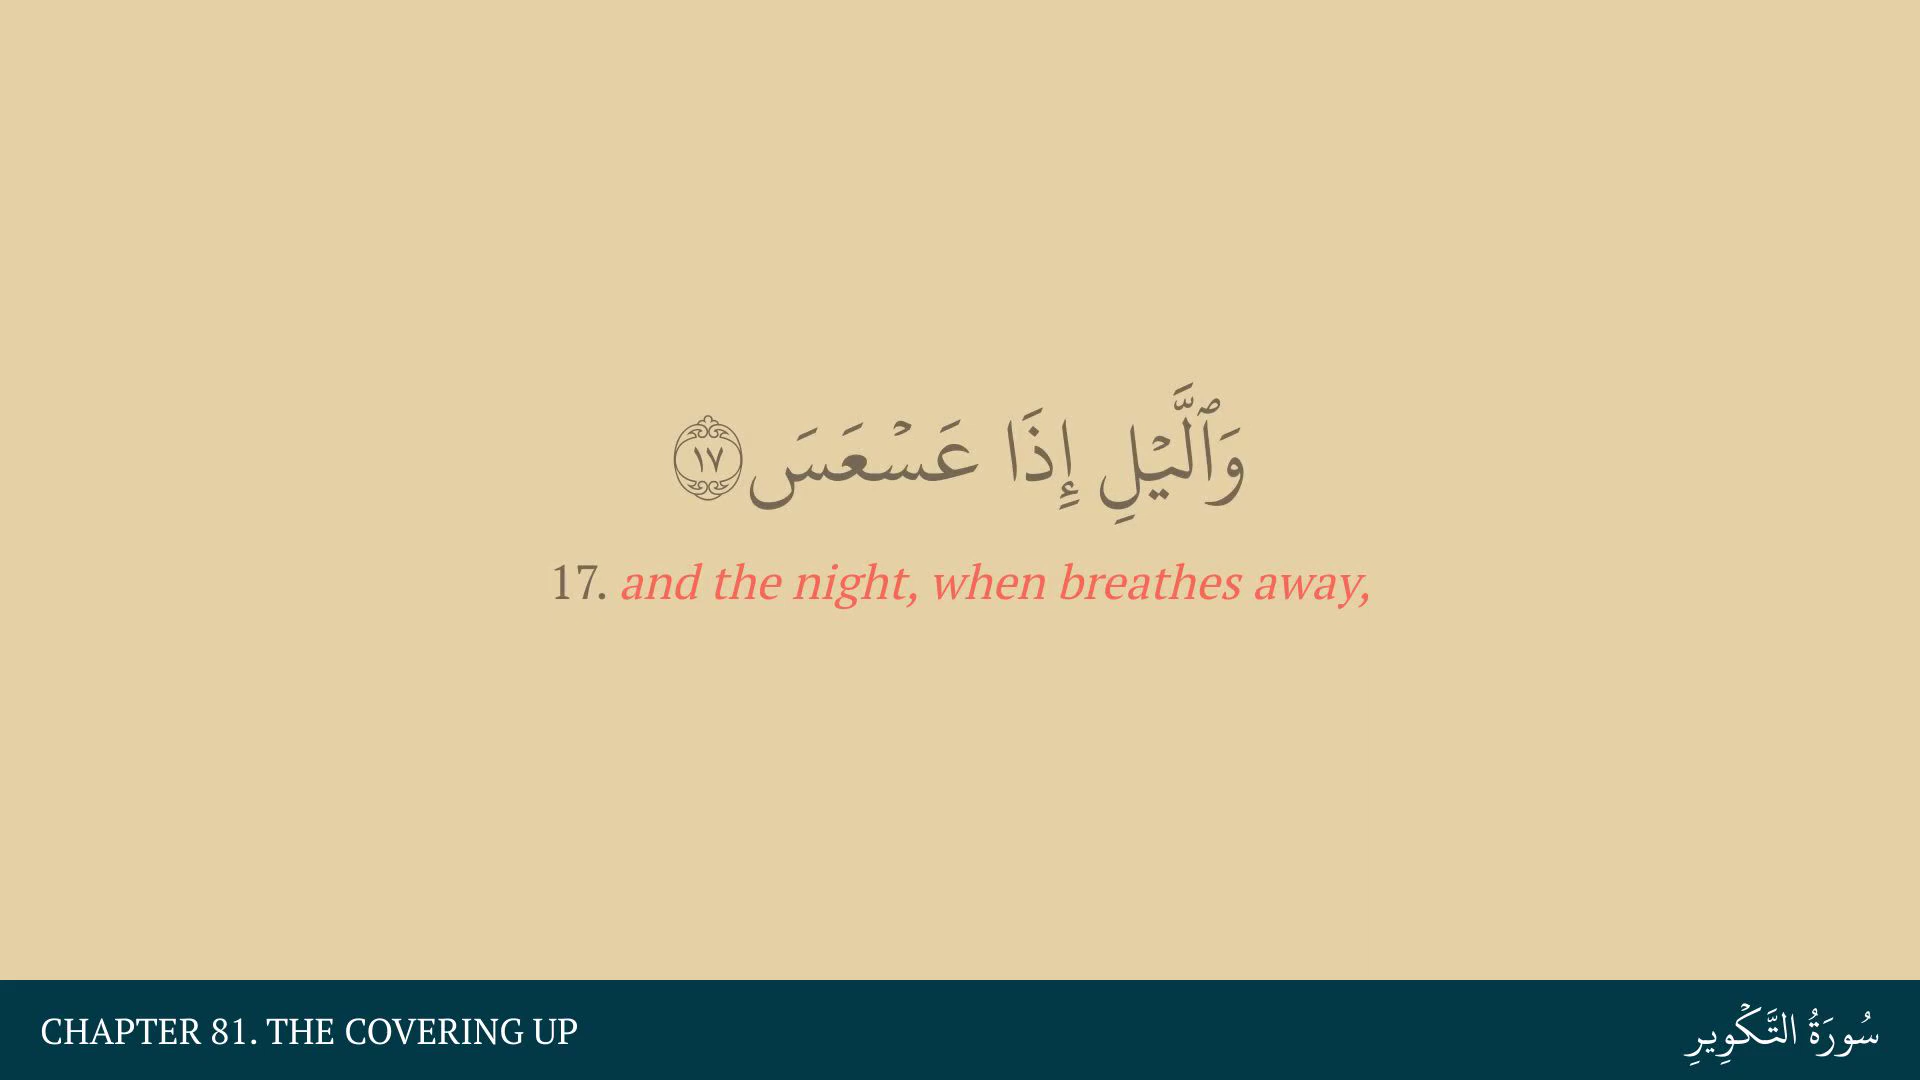 وَٱلَّيۡلِ إِذَا عَسۡعَسَ ١٧
17. and the night, when breathes away,
CHAPTER 81. THE COVERING UP
سُورَةُ التَّكۡوِيرِ